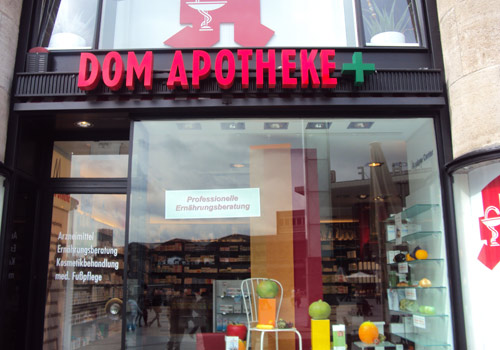 DOM APOTHEKE
Professionelle
Ernährungsberatung
Arzneimittel
Ernährungsberatung
Kosmetikbehandlung
med. Fußpflege